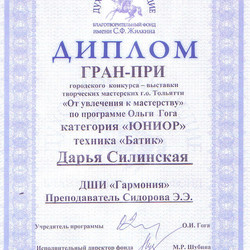 БЛАГОТВОРИТЕЛЬНЫЙ ФОНД
ИМЕНИ С.Ф. ЖИЛКИНА
ДИПЛОМ
ГРАН-ПРИ
городского конкурса – выставки
творческих мастерских г.о. Тольятти
«От увлечения к мастерству»
по программе Ольги Гога
категория "ЮНИОР"
техника «Батик»
Дарья Силинская
ДШИ «Гармония»
Преподаватель Сидорова Э.Э.
Учредитель программы О.И. Гога
Исполнительный директор фонда М.Р. Шубина